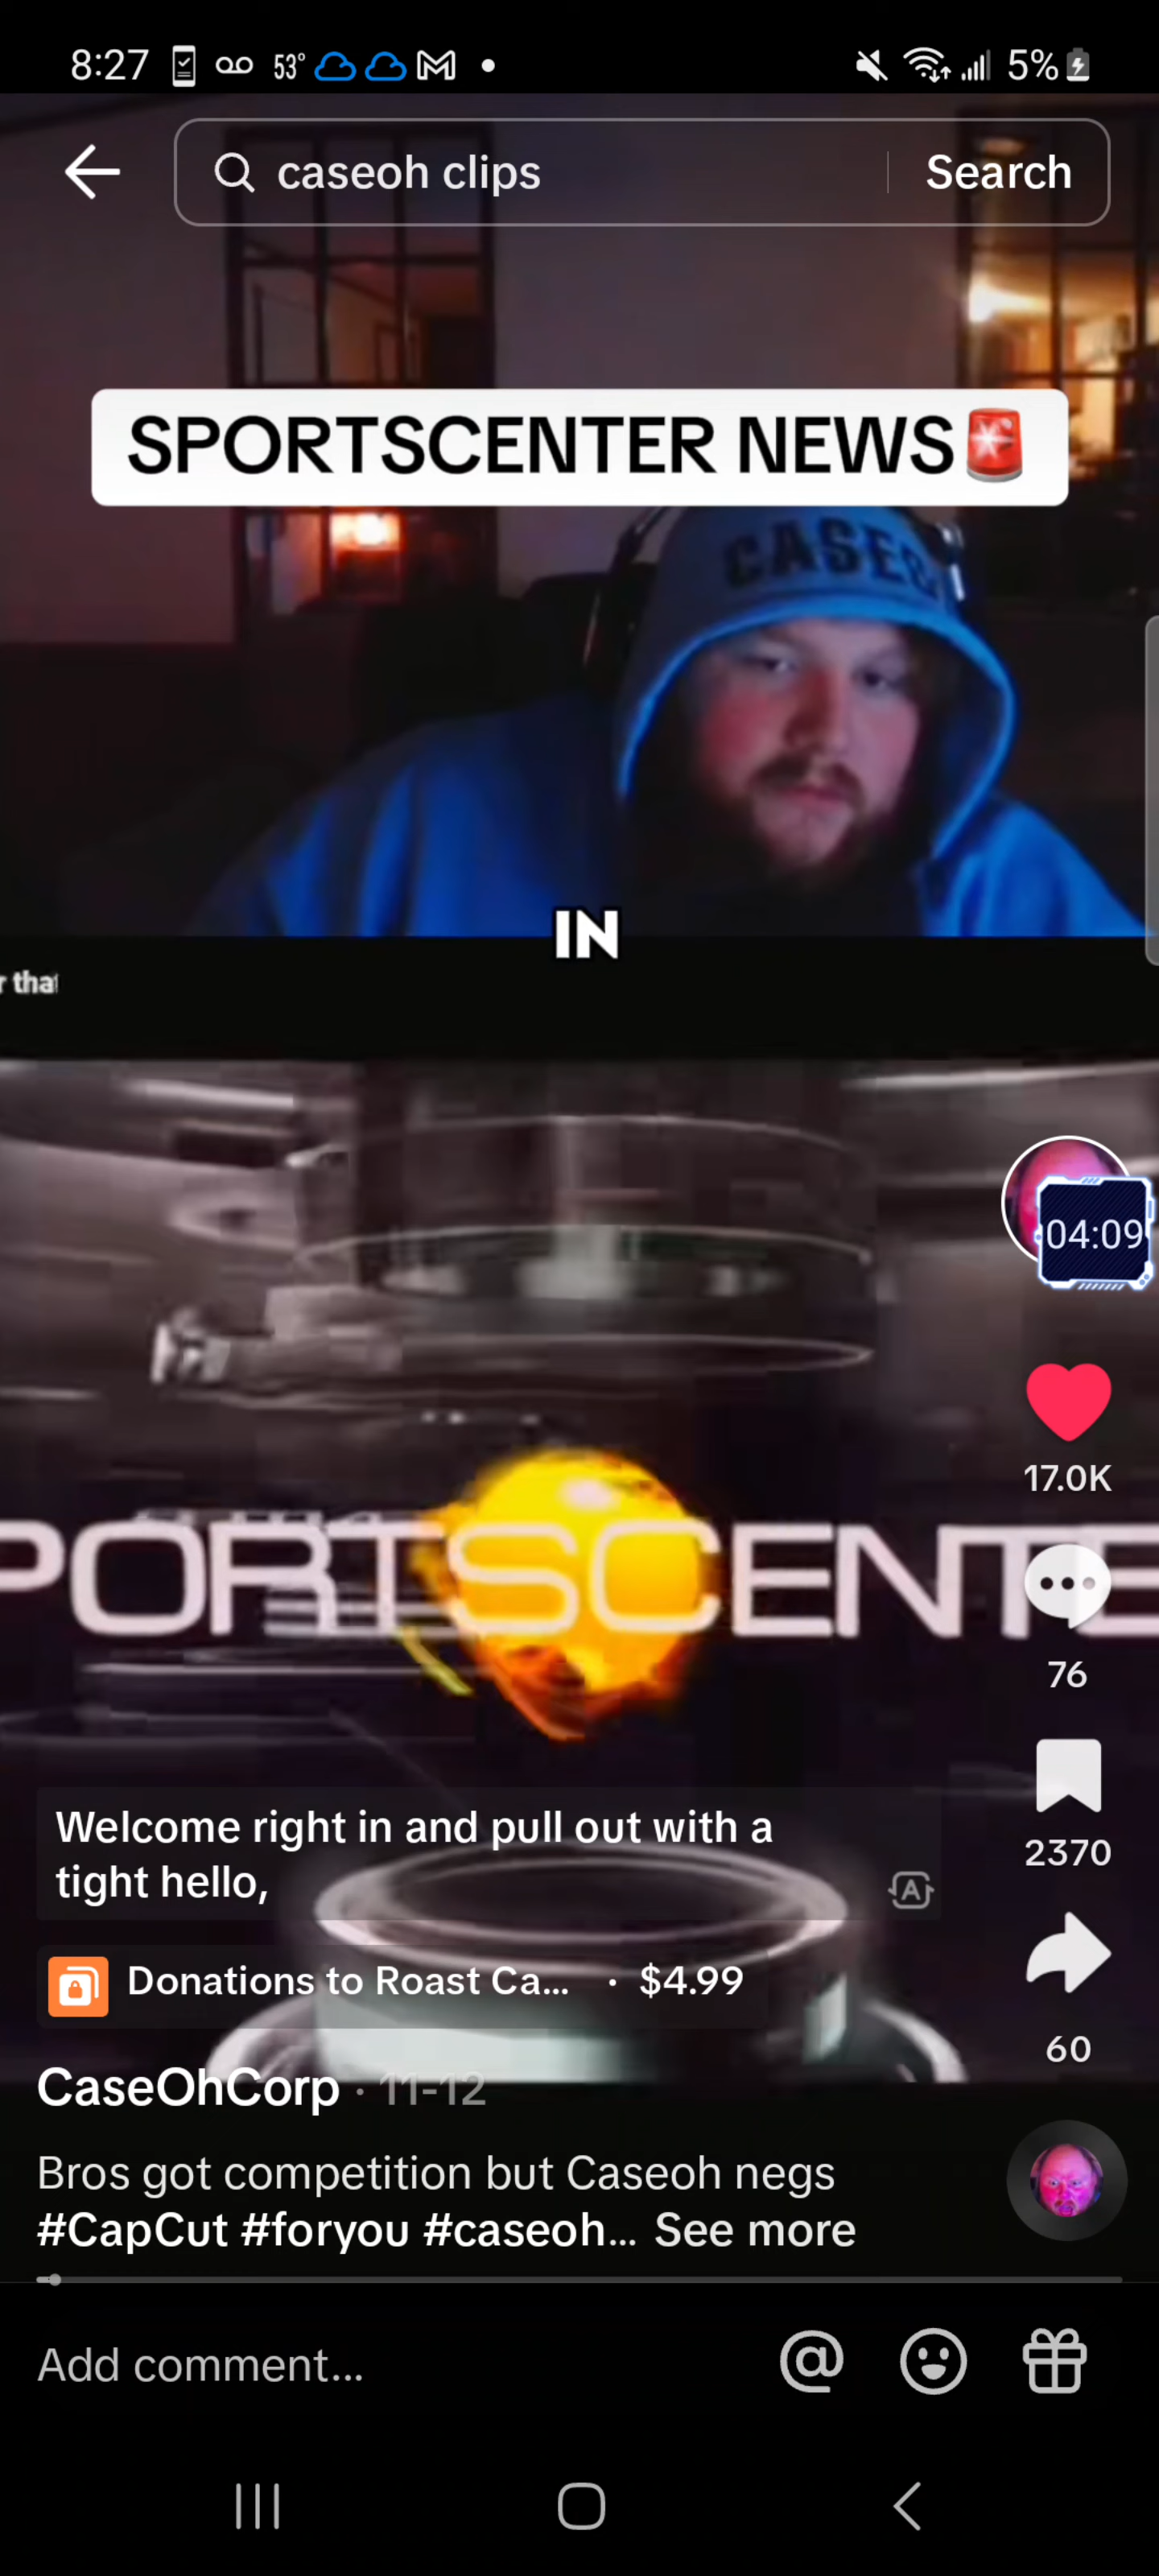 8:27 53° 5%
caseoh clips Search
SPORTSCENTER NEWS🚨
CASE
IN
r that
04:09
17.0K
PORTSCENTE
76
Welcome right in and pull out with a
tight hello,
2370
Donations to Roast Ca... · $4.99
60
CaseOhCorp · 11-12
Bros got competition but Caseoh negs
#CapCut #foryou #caseoh... See more
Add comment...